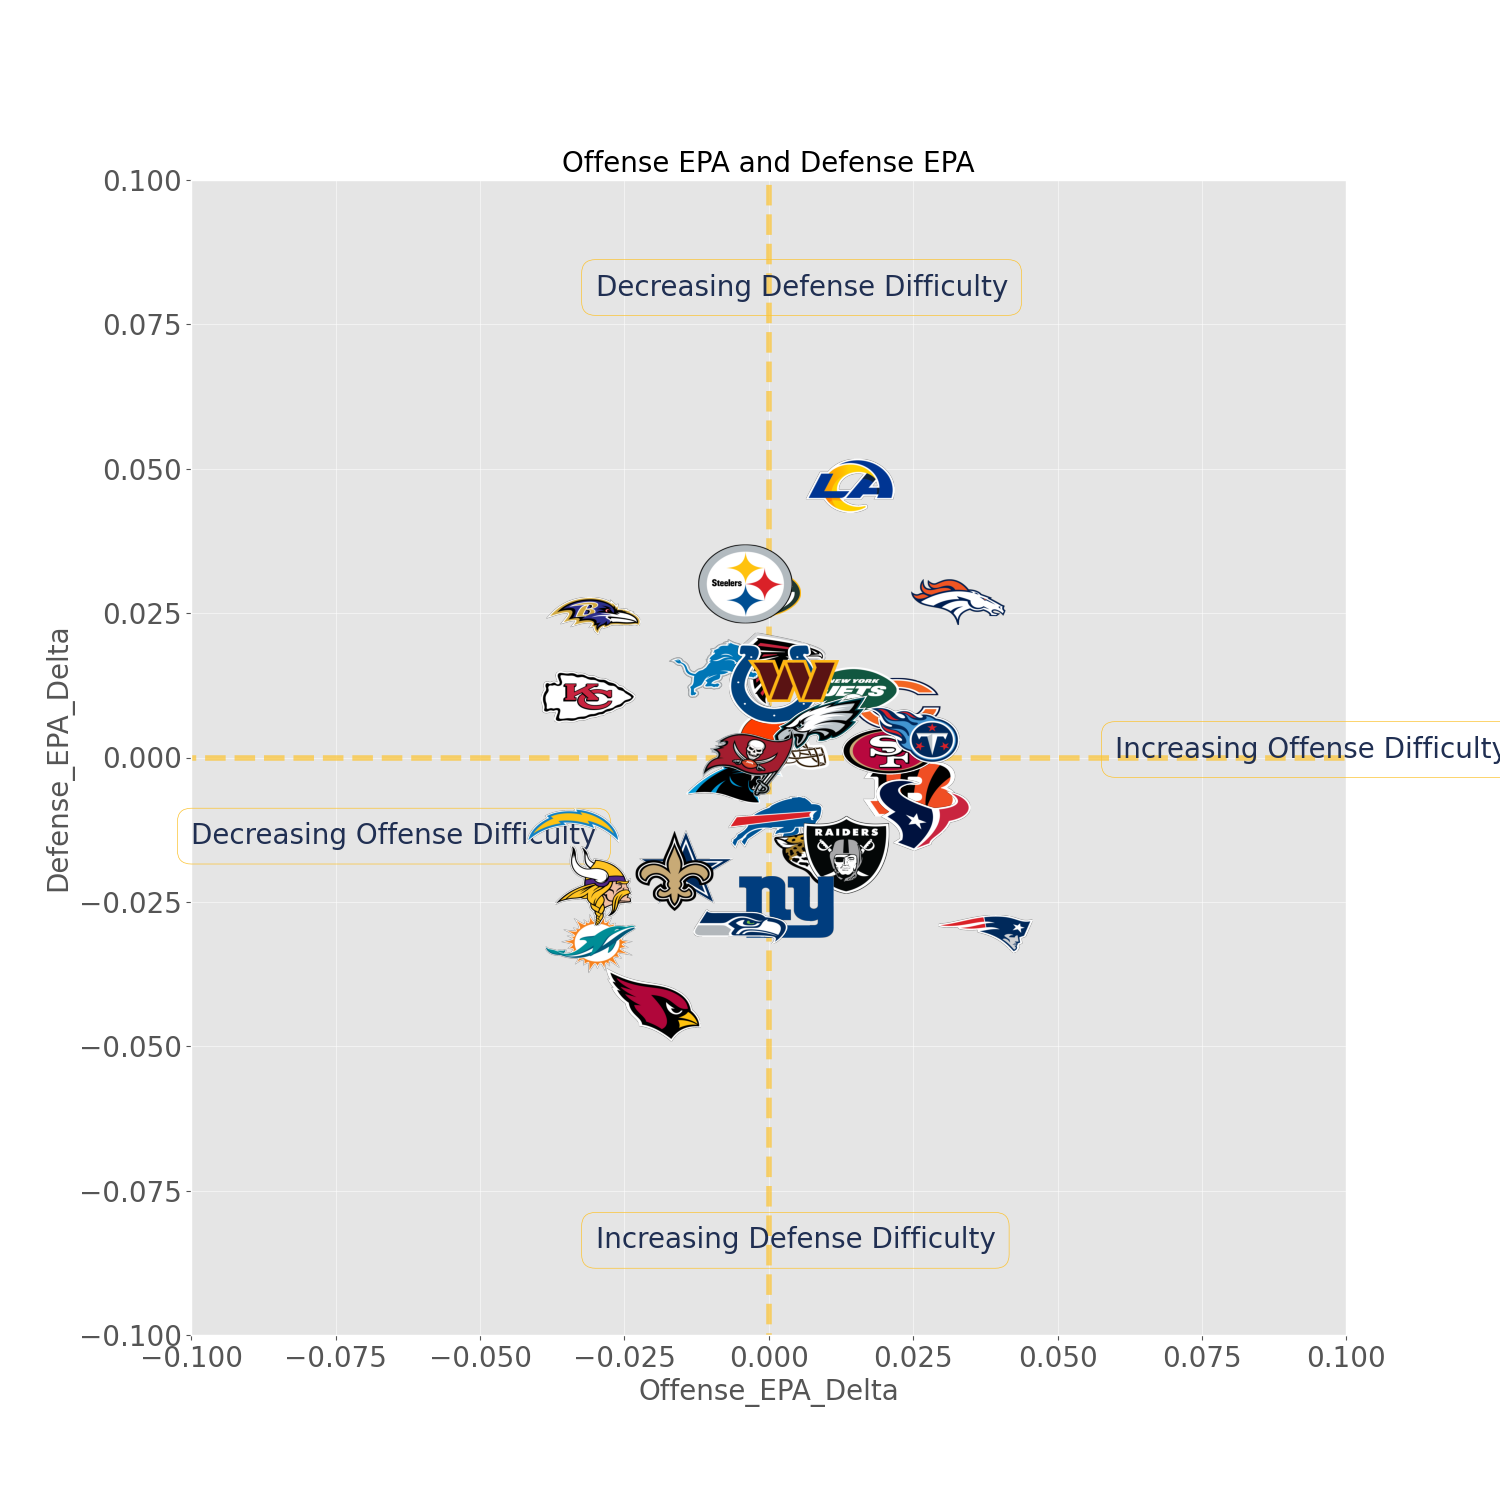 Offense EPA and Defense EPA
0.100
0.075
0.050
0.025
0.000
−0.025
−0.050
−0.075
−0.100
Defense_EPA_Delta
Decreasing Defense Difficulty
LA
Steelers
B
KC
W
NEW YORK
JETS
SF
T
Increasing Offense Difficulty
Decreasing Offense Difficulty
RAIDERS
ny
Increasing Defense Difficulty
−0.100 −0.075 −0.050 −0.025 0.000 0.025 0.050 0.075 0.100
Offense_EPA_Delta